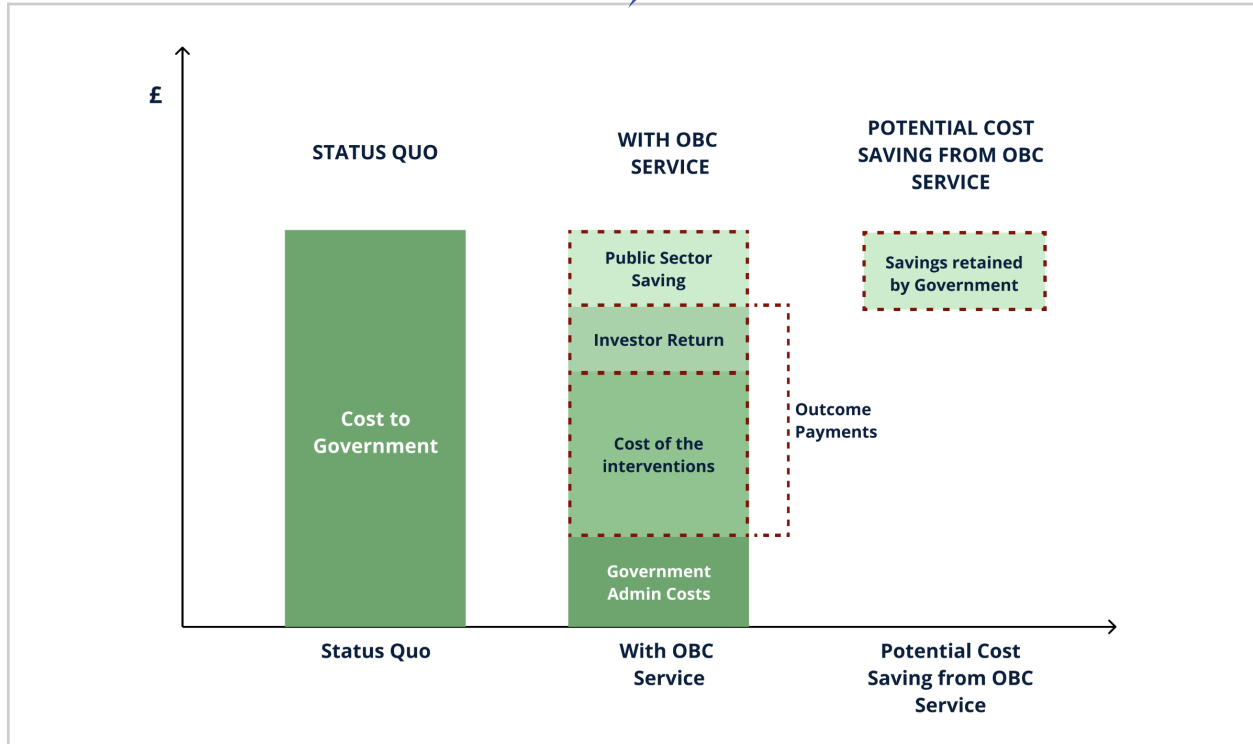 £
STATUS QUO
WITH OBC
SERVICE
POTENTIAL COST
SAVING FROM OBC
SERVICE
Cost to
Government
Public Sector
Saving
Investor Return
Cost of the
interventions
Government
Admin Costs
Outcome
Payments
Savings retained
by Government
Status Quo
With OBC
Service
Potential Cost
Saving from OBC
Service